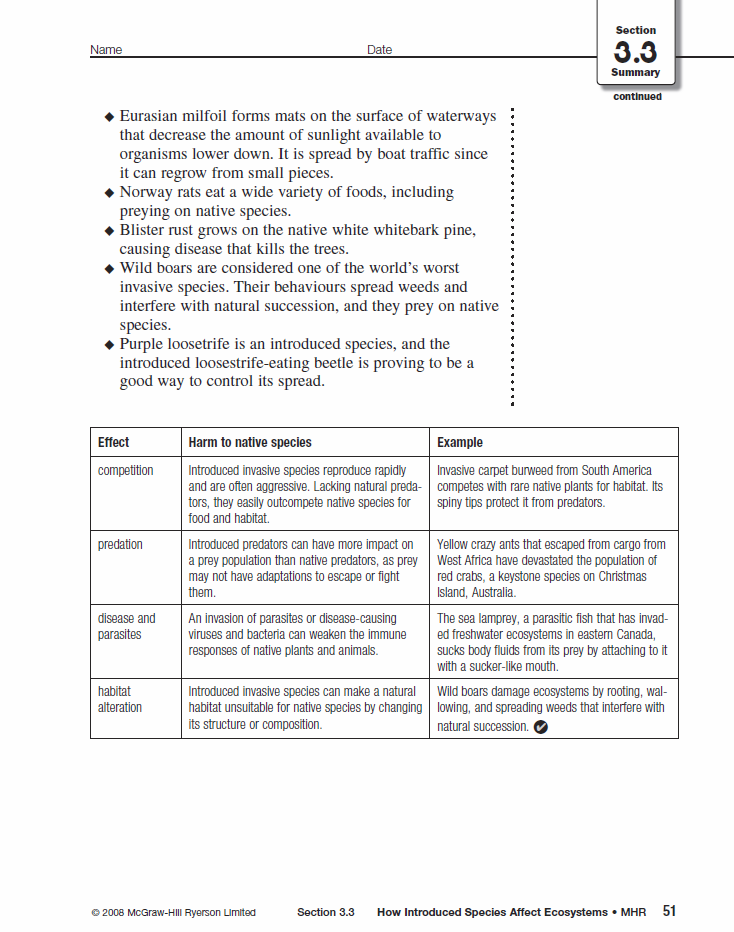 Section
3.3
Summary
Name
Date
continued
◆ Eurasian milfoil forms mats on the surface of waterways
that decrease the amount of sunlight available to
organisms lower down. It is spread by boat traffic since
it can regrow from small pieces.
◆ Norway rats eat a wide variety of foods, including
preying on native species.
◆ Blister rust grows on the native white whitebark pine,
causing disease that kills the trees.
◆ Wild boars are considered one of the world's worst
invasive species. Their behaviours spread weeds and
interfere with natural succession, and they prey on native
species.
◆ Purple loosetrife is an introduced species, and the
introduced loosestrife-eating beetle is proving to be a
good way to control its spread.
Effect
Harm to native species
Example
competition
Introduced invasive species reproduce rapidly
and are often aggressive. Lacking natural preda-
tors, they easily outcompete native species for
food and habitat.
Invasive carpet burweed from South America
competes with rare native plants for habitat. Its
spiny tips protect it from predators.
predation
Introduced predators can have more impact on
a prey population than native predators, as prey
may not have adaptations to escape or fight
them.
Yellow crazy ants that escaped from cargo from
West Africa have devastated the population of
red crabs, a keystone species on Christmas
Island, Australia.
disease and
parasites
An invasion of parasites or disease-causing
viruses and bacteria can weaken the immune
responses of native plants and animals.
The sea lamprey, a parasitic fish that has invad-
ed freshwater ecosystems in eastern Canada,
sucks body fluids from its prey by attaching to it
with a sucker-like mouth.
habitat
alteration
Introduced invasive species can make a natural
habitat unsuitable for native species by changing
its structure or composition.
Wild boars damage ecosystems by rooting, wal-
lowing, and spreading weeds that interfere with
natural succession. ✔
© 2008 McGraw-Hill Ryerson Limited
Section 3.3 How Introduced Species Affect Ecosystems • MHR 51